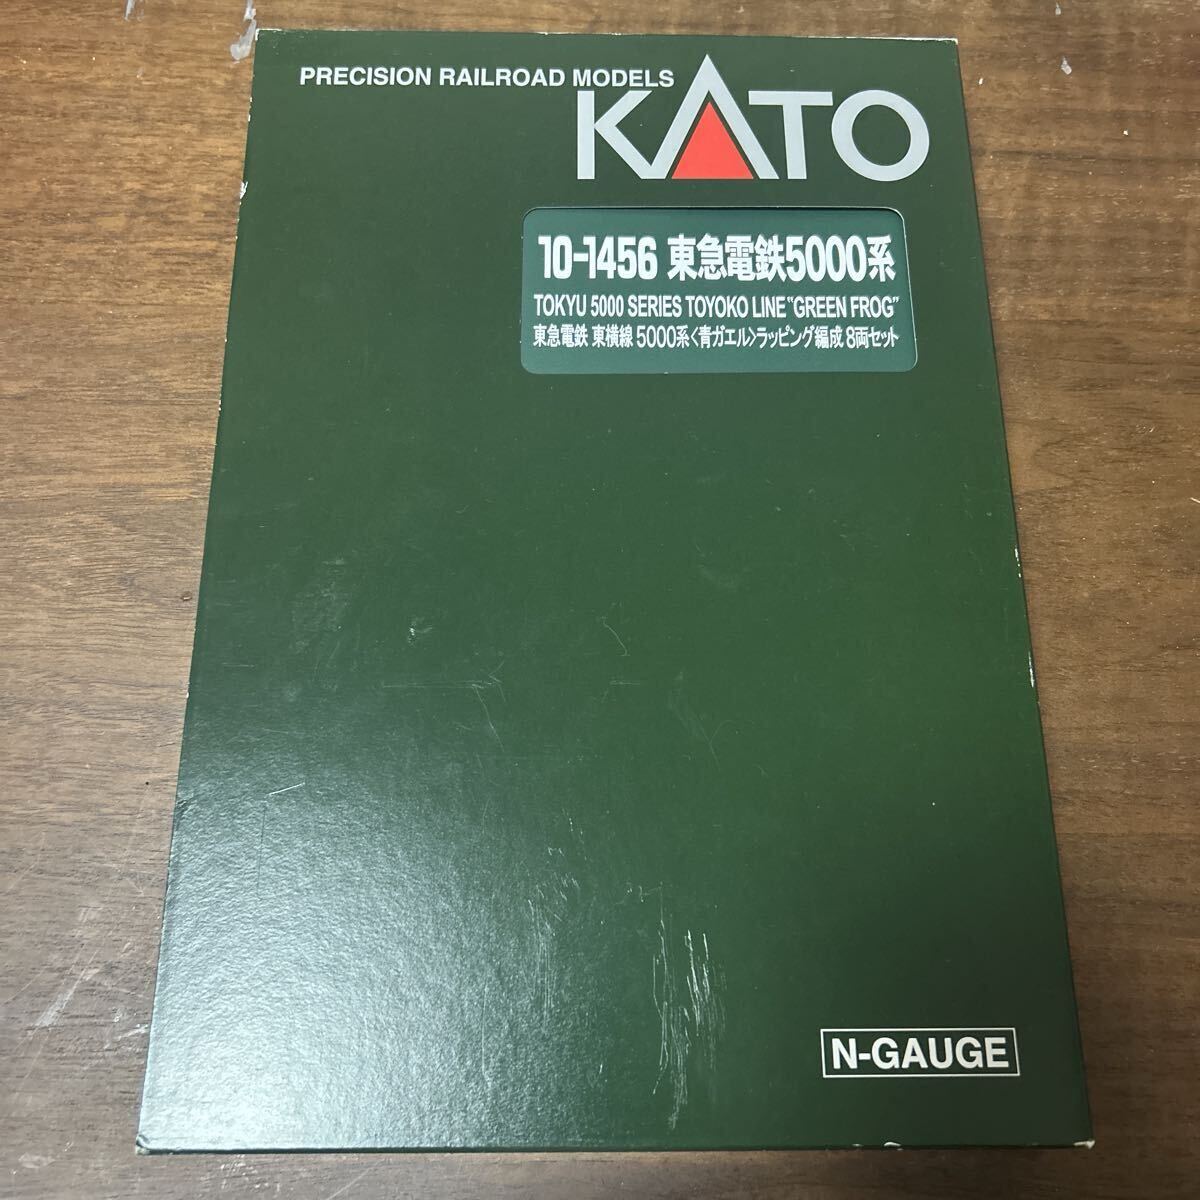 PRECISION RAILROAD MODELS
KATO
10-1456 東急電鉄5000系
TOKYU 5000 SERIES TOYOKO LINE "GREEN FROG"
東急電鉄 東横線 5000系〈青ガエル〉ラッピング編成 8両セット
N-GAUGE